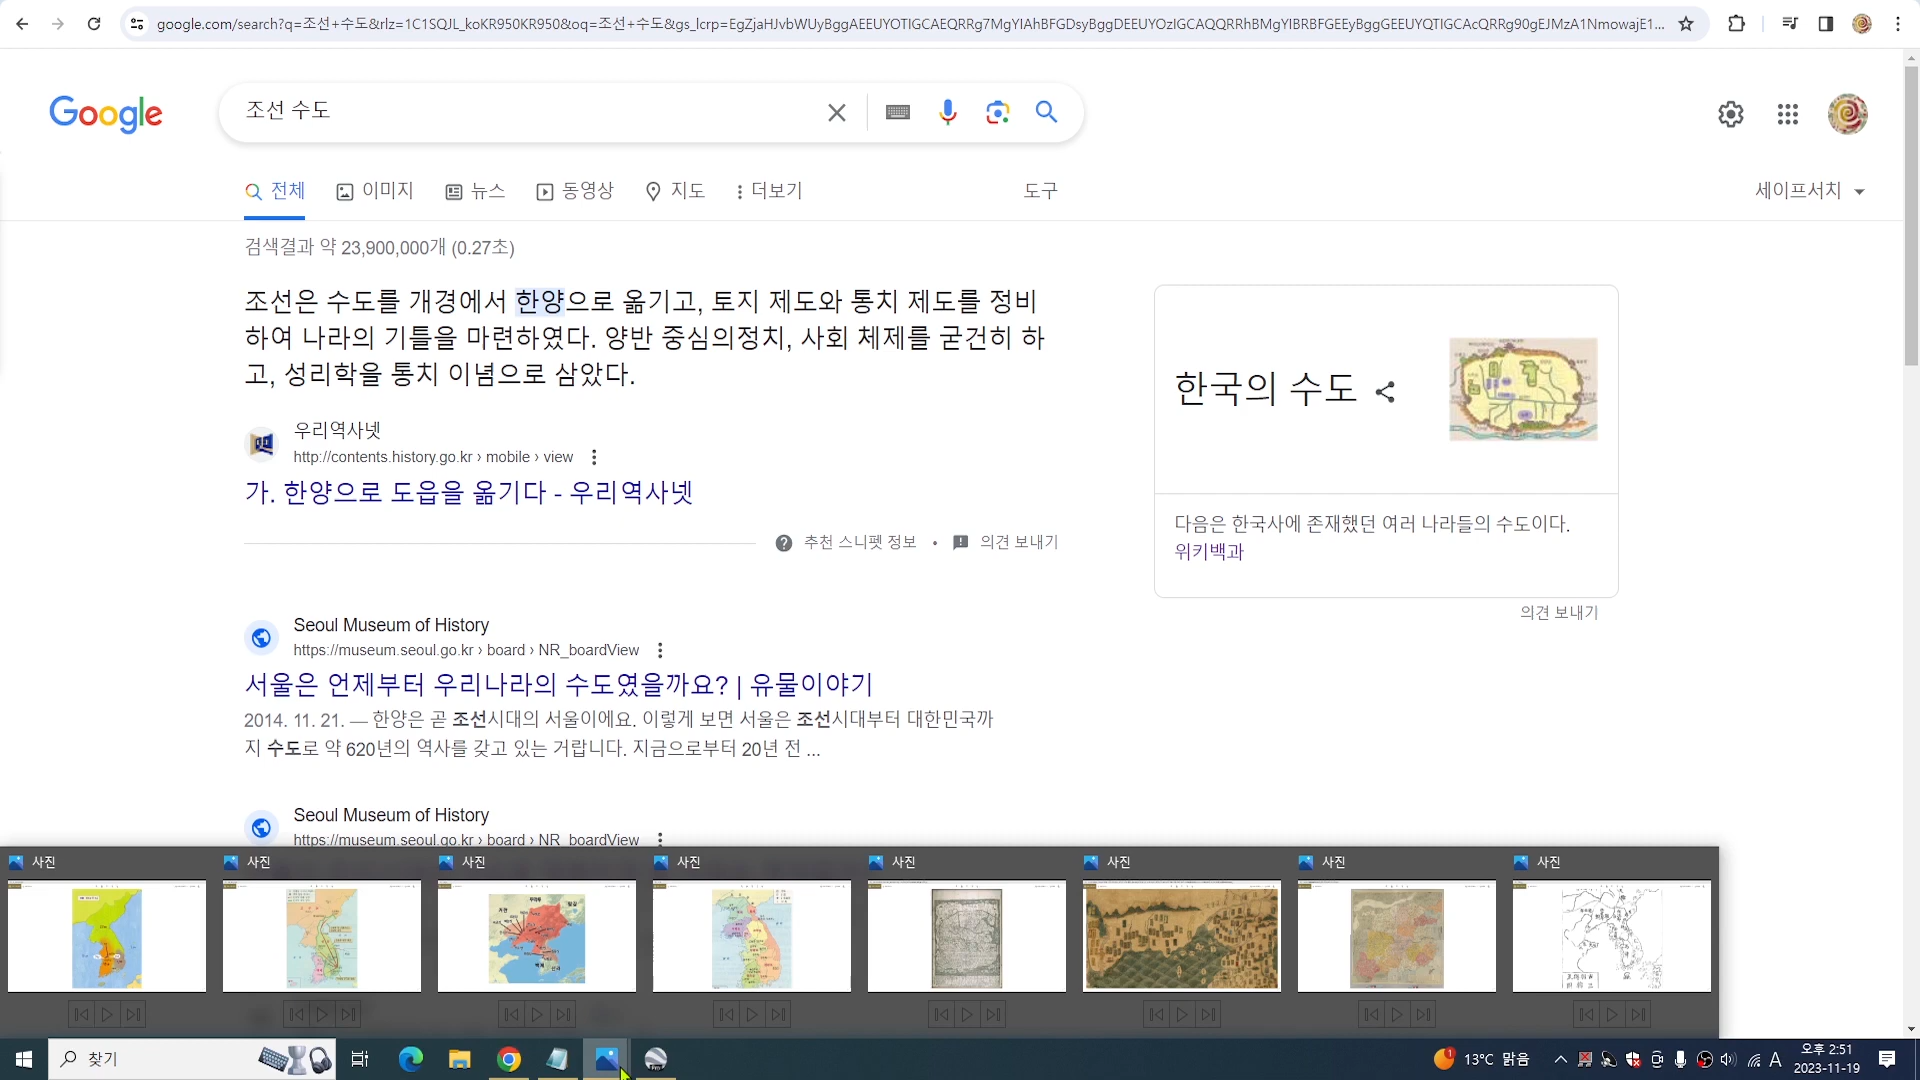 google.com/search?q=조선+수도&rlz=1C1SQJL_koKR950KR950&oq=조선+수도&gs_lcrp=EgZjaHJvbWUyBggAEEUYOTIGCAEQRRg7MgYIAhBFGDsyBggDEEUYOzIGCAQQRRhBMgYIBRBFGEEyBggGEEUYQTIGCAcQRRg90gEJMzA1NmowajE1...
Google
조선 수도
전체 이미지 뉴스 동영상 지도 더보기 도구 세이프서치
검색결과 약 23,900,000개 (0.27초)
조선은 수도를 개경에서 한양으로 옮기고, 토지 제도와 통치 제도를 정비
하여 나라의 기틀을 마련하였다. 양반 중심의정치, 사회 체제를 굳건히 하
고, 성리학을 통치 이념으로 삼았다.
우리역사넷
http://contents.history.go.kr › mobile › view
가. 한양으로 도읍을 옮기다 - 우리역사넷
추천 스니펫 정보 • 의견 보내기
한국의 수도
다음은 한국사에 존재했던 여러 나라들의 수도이다.
위키백과
의견 보내기
Seoul Museum of History
https://museum.seoul.go.kr › board › NR_boardView
서울은 언제부터 우리나라의 수도였을까요? | 유물이야기
2014. 11. 21. — 한양은 곧 조선시대의 서울이에요. 이렇게 보면 서울은 조선시대부터 대한민국까
지 수도로 약 620년의 역사를 갖고 있는 거랍니다. 지금으로부터 20년 전 ...
Seoul Museum of History
https://museum.seoul.go.kr › board › NR_boardView
사진 사진 사진 사진 사진 사진 사진 사진
찾기
13°C 맑음
A
오후 2:51
2023-11-19